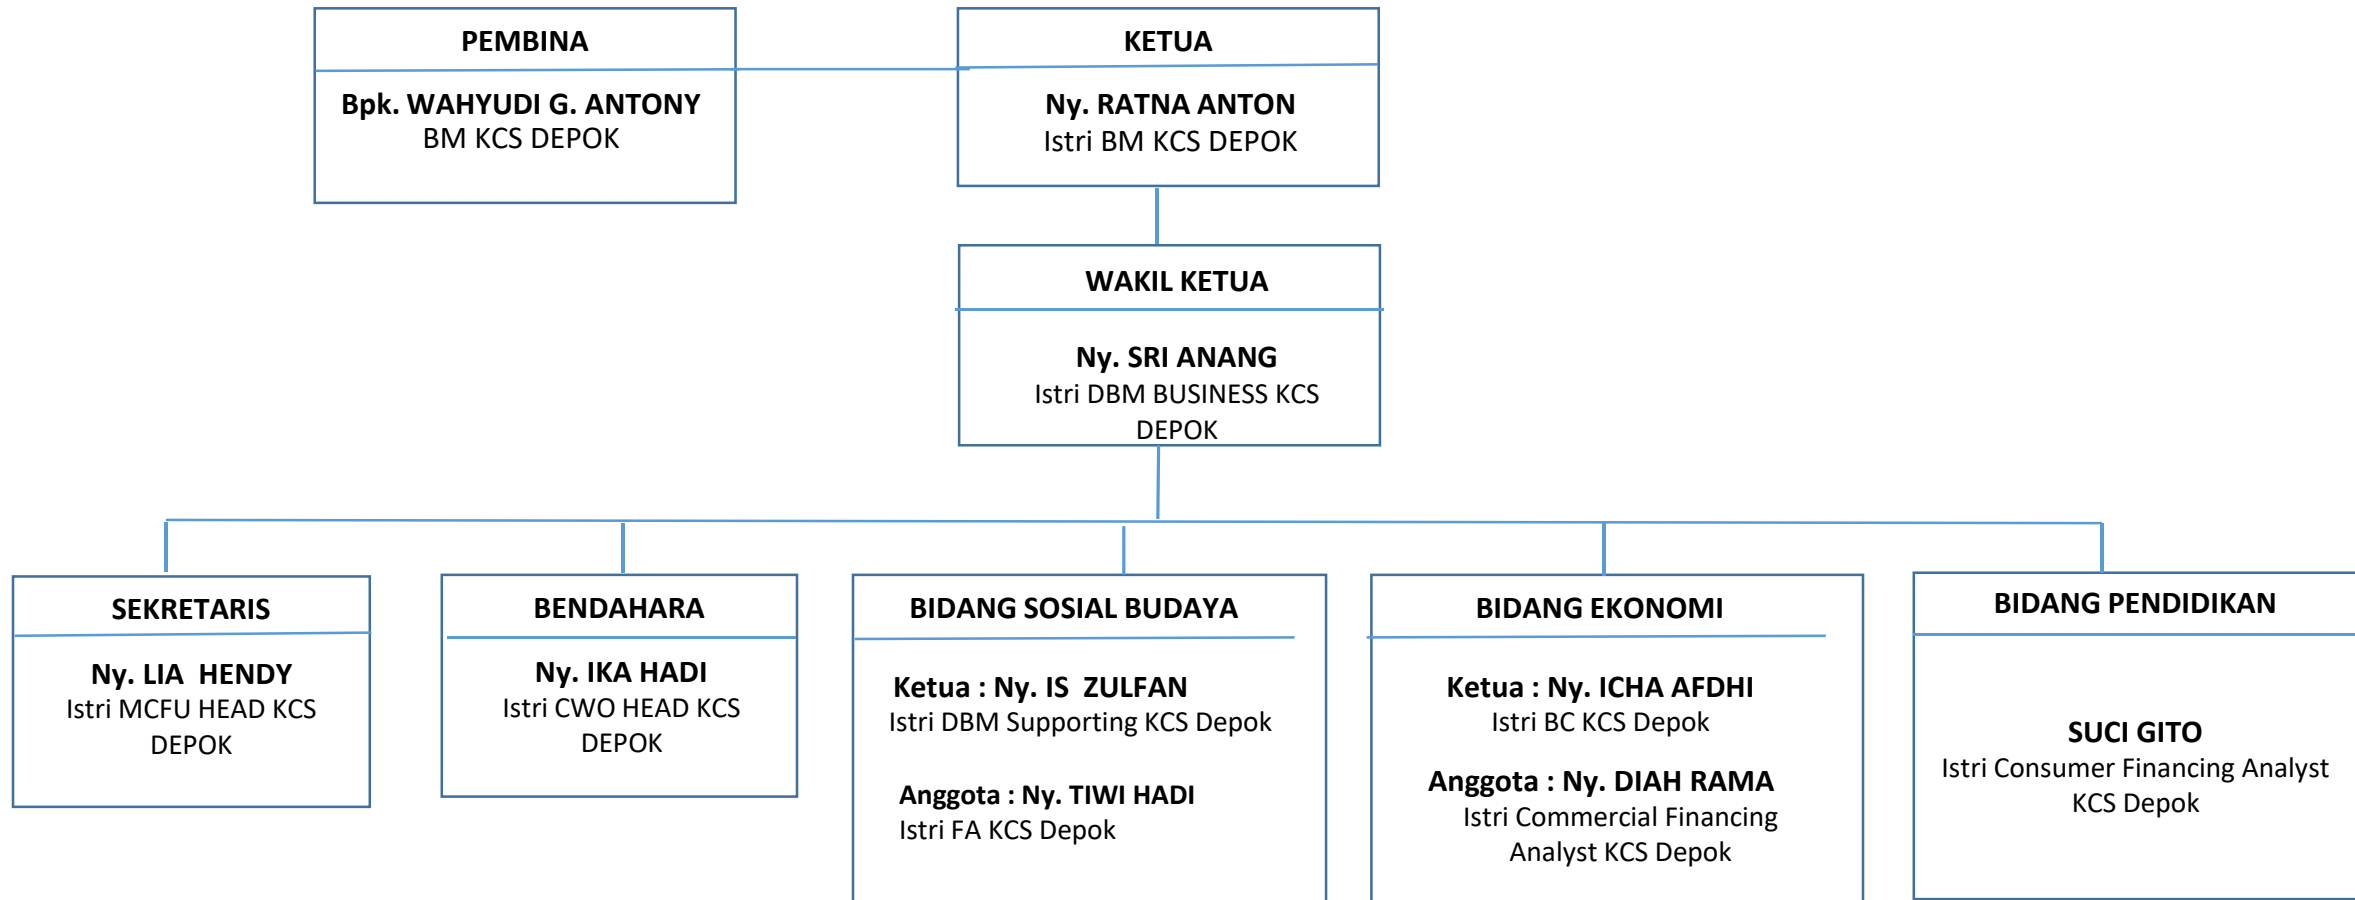 PEMBINA
Bpk. WAHYUDI G. ANTONY
BM KCS DEPOK
KETUA
Ny. RATNA ANTON
Istri BM KCS DEPOK
WAKIL KETUA
Ny. SRI ANANG
Istri DBM BUSINESS KCS
DEPOK
SEKRETARIS
Ny. LIA HENDY
Istri MCFU HEAD KCS
DEPOK
BENDAHARA
Ny. IKA HADI
Istri CWO HEAD KCS
DEPOK
BIDANG SOSIAL BUDAYA
Ketua : Ny. IS ZULFAN
Istri DBM Supporting KCS Depok
Anggota : Ny. TIWI HADI
Istri FA KCS Depok
BIDANG EKONOMI
Ketua : Ny. ICHA AFDHI
Istri BC KCS Depok
Anggota : Ny. DIAH RAMA
Istri Commercial Financing
Analyst KCS Depok
BIDANG PENDIDIKAN
SUCI GITO
Istri Consumer Financing Analyst
KCS Depok